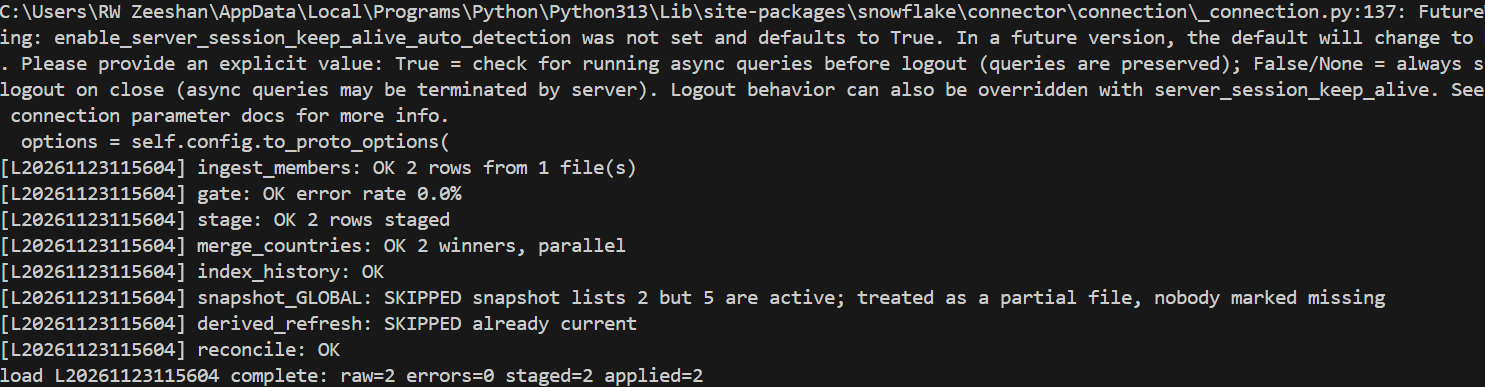 C:\Users\RW Zeeshan\AppData\Local\Programs\Python\Python313\Lib\site-packages\snowflake\connector\connection\_connection.py:137: Future
ing: enable_server_session_keep_alive_auto_detection was not set and defaults to True. In a future version, the default will change to
. Please provide an explicit value: True = check for running async queries before logout (queries are preserved); False/None = always s
logout on close (async queries may be terminated by server). Logout behavior can also be overridden with server_session_keep_alive. See
 connection parameter docs for more info.
  options = self.config.to_proto_options(
[L20261123115604] ingest_members: OK 2 rows from 1 file(s)
[L20261123115604] gate: OK error rate 0.0%
[L20261123115604] stage: OK 2 rows staged
[L20261123115604] merge_countries: OK 2 winners, parallel
[L20261123115604] index_history: OK
[L20261123115604] snapshot_GLOBAL: SKIPPED snapshot lists 2 but 5 are active; treated as a partial file, nobody marked missing
[L20261123115604] derived_refresh: SKIPPED already current
[L20261123115604] reconcile: OK
load L20261123115604 complete: raw=2 errors=0 staged=2 applied=2